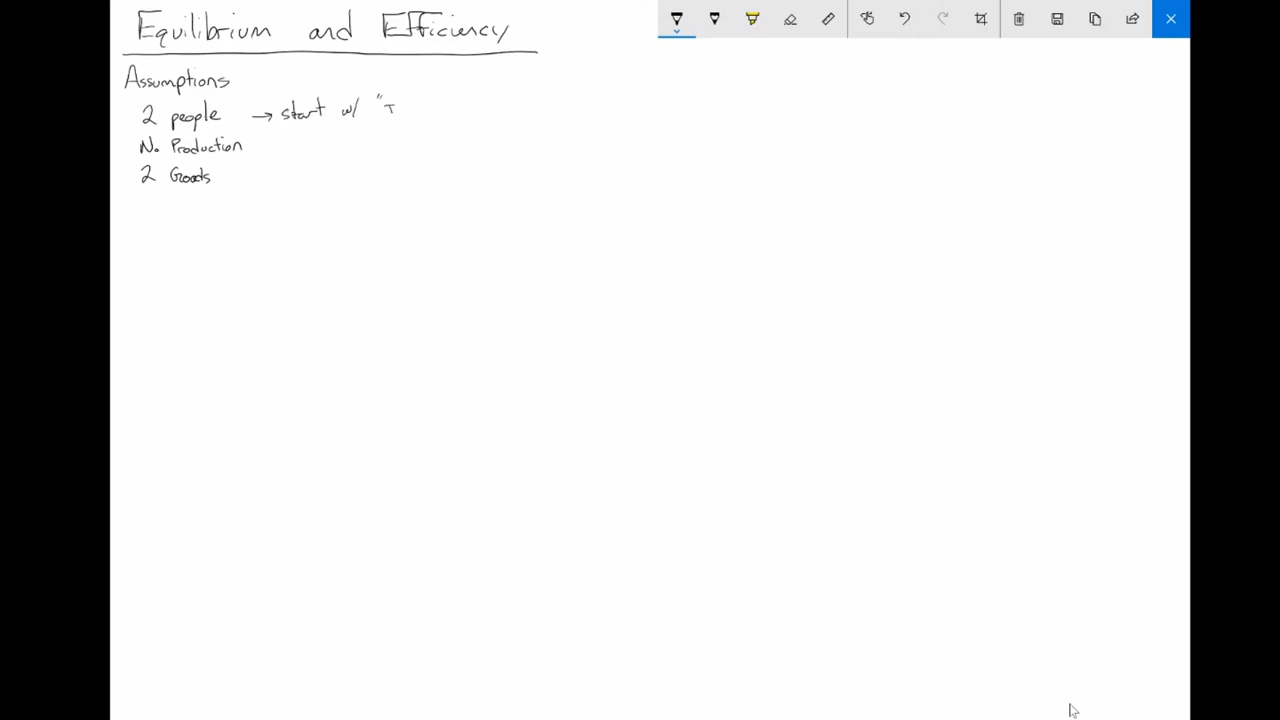 Equilibrium and Efficiency
Assumptions
2 people → start w/ "I
No Production
2 Goods